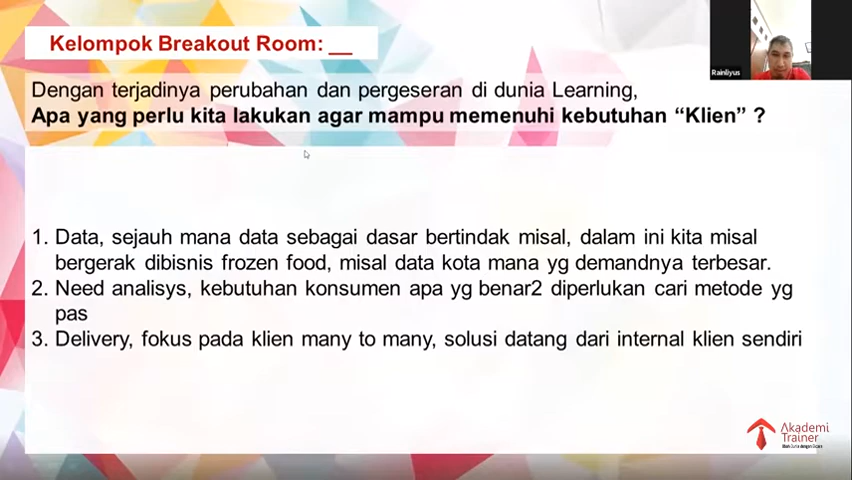 Kelompok Breakout Room: __
Rainliyus
Dengan terjadinya perubahan dan pergeseran di dunia Learning,
Apa yang perlu kita lakukan agar mampu memenuhi kebutuhan “Klien” ?
1. Data, sejauh mana data sebagai dasar bertindak misal, dalam ini kita misal
bergerak dibisnis frozen food, misal data kota mana yg demandnya terbesar.
2. Need analisys, kebutuhan konsumen apa yg benar2 diperlukan cari metode yg
pas
3. Delivery, fokus pada klien many to many, solusi datang dari internal klien sendiri
Akademi
Trainer